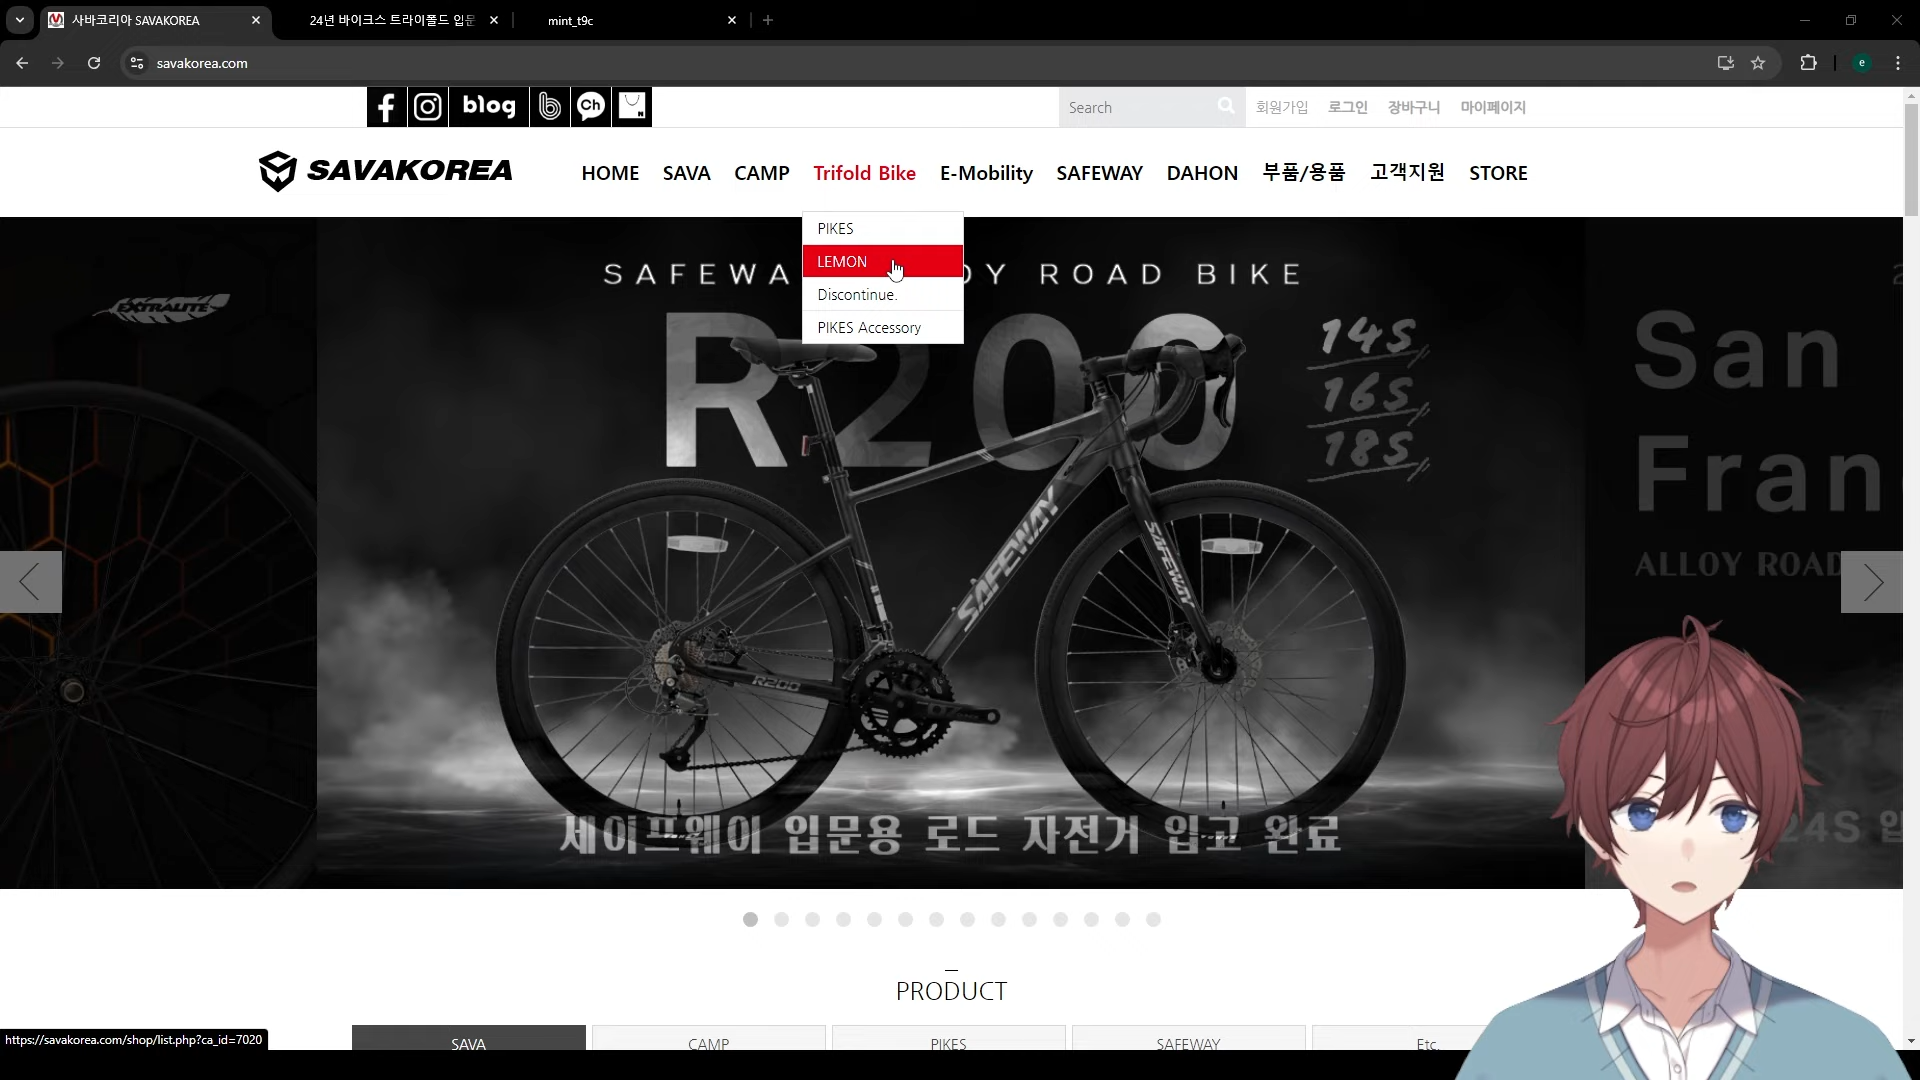 사바코리아 SAVAKOREA
24년 바이크스 트라이폴드 입문
mint_t9c
savakorea.com
e
blog
Ch
N
Search
회원가입 로그인 장바구니 마이페이지
SAVAKOREA
HOME SAVA CAMP Trifold Bike E-Mobility SAFEWAY DAHON 부품/용품 고객지원 STORE
PIKES
LEMON
Discontinue.
PIKES Accessory
EXTRALITE
SAFEWA OY ROAD BIKE
R200
14S
16S
18S
SAFEWAY
SAFEWAY
R200
세이프웨이 입문용 로드 자전거 입고 완료
San
Fran
ALLOY ROAD
24S 입
PRODUCT
SAVA CAMP PIKES SAFEWAY Etc.
https://savakorea.com/shop/list.php?ca_id=7020